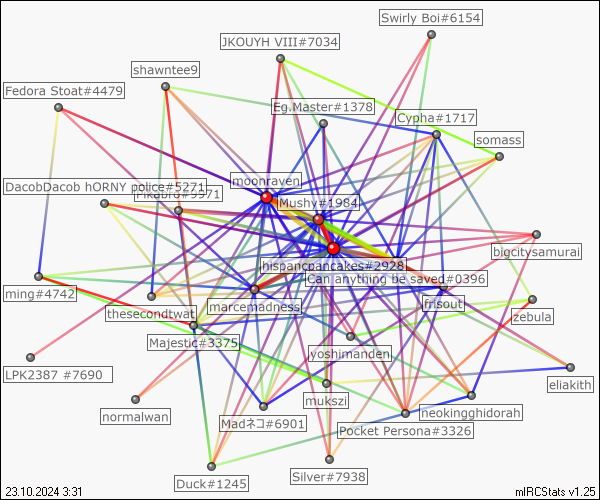 Swirly Boi#6154
JKOUYH VIII#7034
shawntee9
Fedora Stoat#4479
Eg.Master#1378
Cypha#1717
somass
moonraven
DacobDacob hORNY police#5271
Mushy#1984
bigcitysamurai
hispancpancakes#2928
Can anything be saved#0396
ming#4742
thesecondtwat
marcemadness
frisout
zebula
Majestic#3375
yoshimanden
LPK2387 #7690
eliakith
mukszi
normalwan
Madネコ#6901
heokingghidorah
Pocket Persona#3326
Silver#7938
Duck#1245
23.10.2024 3:31
mIRCStats v1.25